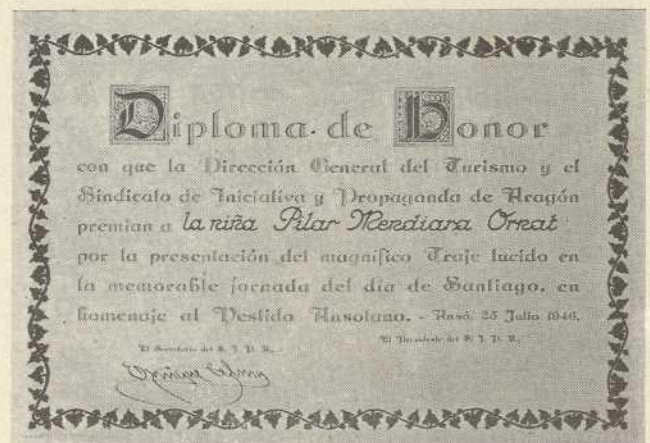 Diploma de Honor
con que la Dirección General del Turismo y el
Sindicato de Iniciativa y Propaganda de Aragón
premian a la niña Pilar Mendiara Ornat
por la presentación del magnífico Traje lucido en
la memorable jornada del día de Santiago, en
homenaje al Vestido Ansotano. - Ansó, 25 Julio 1946.
El Secretario del S. I. P. A.,
El Presidente del S. I. P. A.,